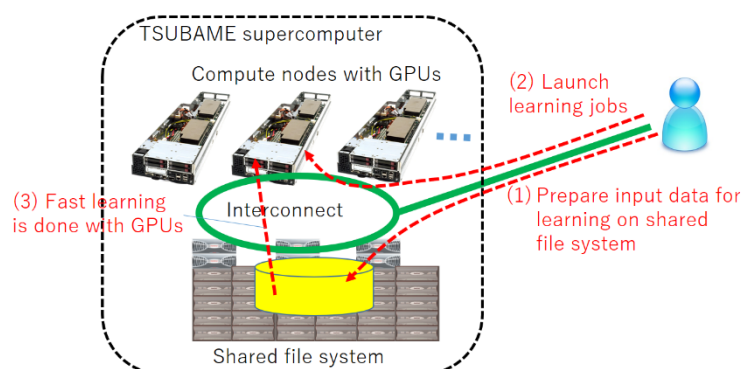 TSUBAME supercomputer
Compute nodes with GPUs
(2) Launch
learning jobs
(3) Fast learning
is done with GPUs
Interconnect
(1) Prepare input data for
learning on shared
file system
Shared file system